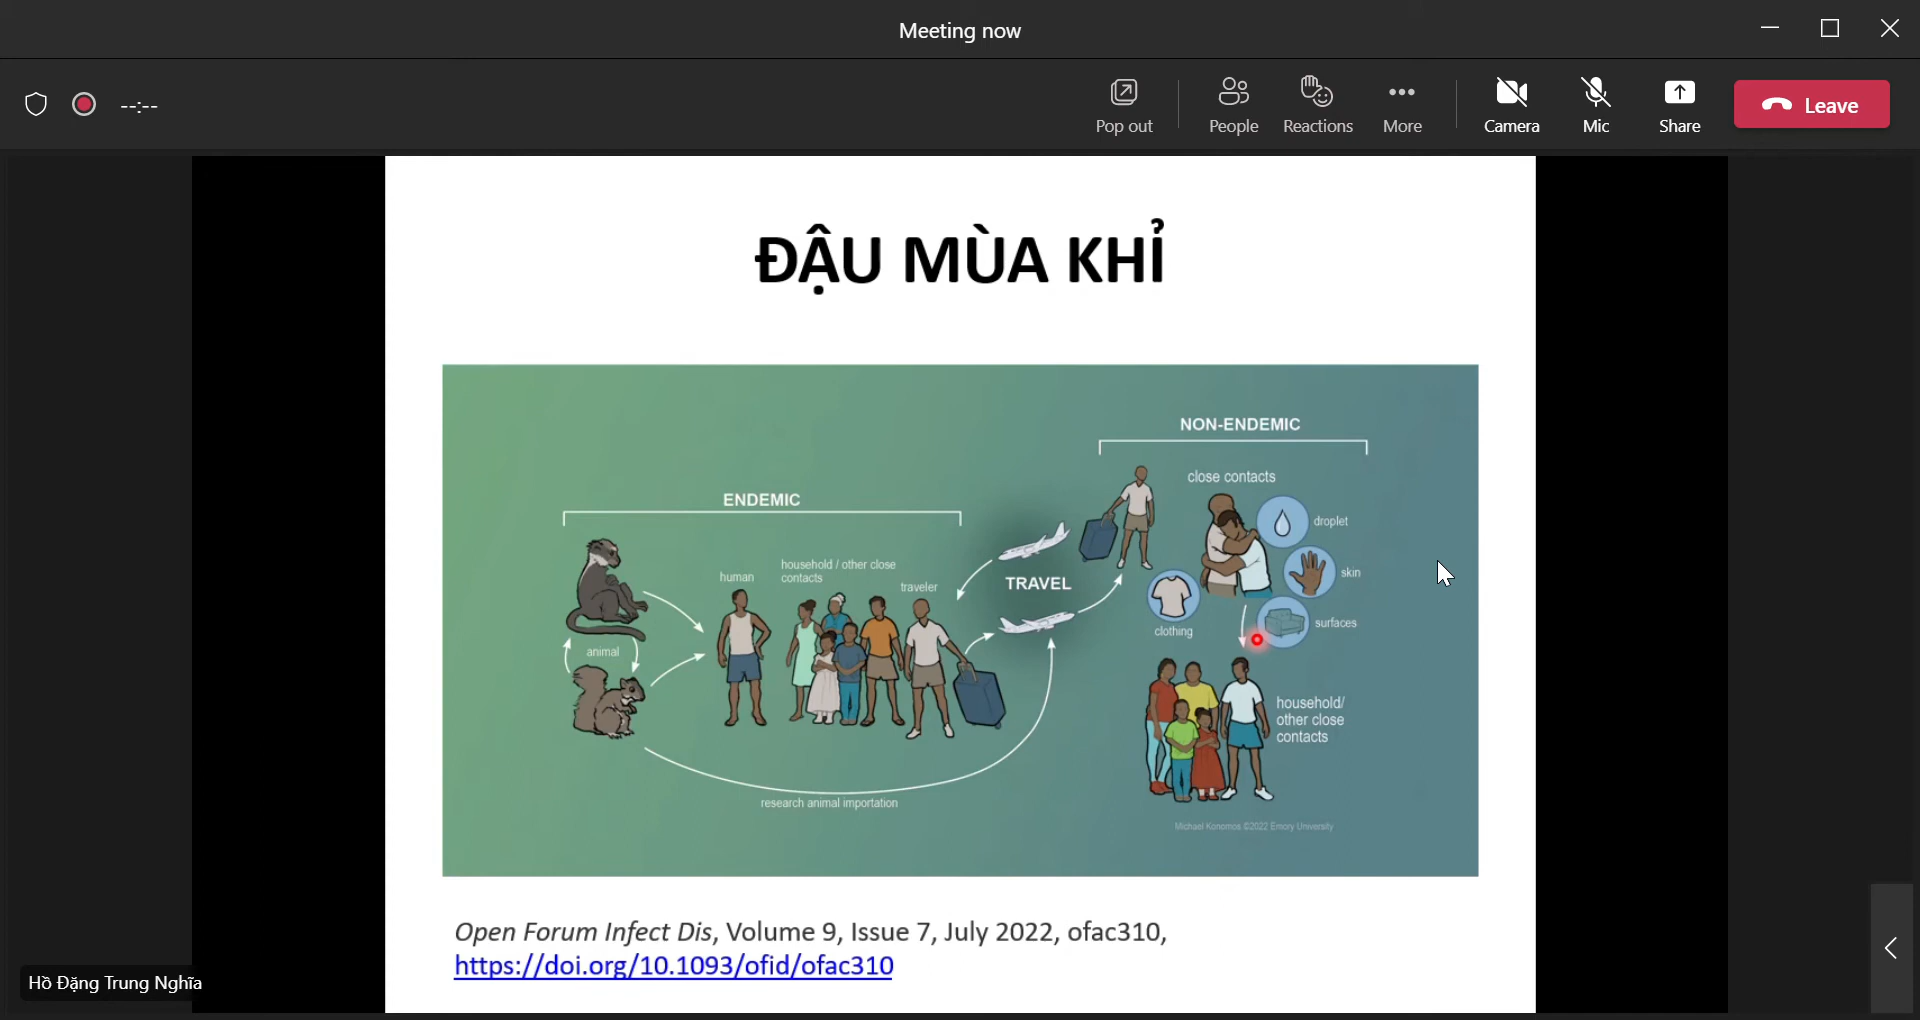 Meeting now
--:--
Pop out
People
Reactions
More
Camera
Mic
Share
Leave
ĐẬU MÙA KHỈ
NON-ENDEMIC
close contacts
droplet
skin
surfaces
clothing
household/
other close
contacts
ENDEMIC
human
household / other close
contacts
traveler
animal
TRAVEL
research animal importation
Michael Konomos ©2022 Emory University
Open Forum Infect Dis, Volume 9, Issue 7, July 2022, ofac310,
https://doi.org/10.1093/ofid/ofac310
Hồ Đặng Trung Nghĩa